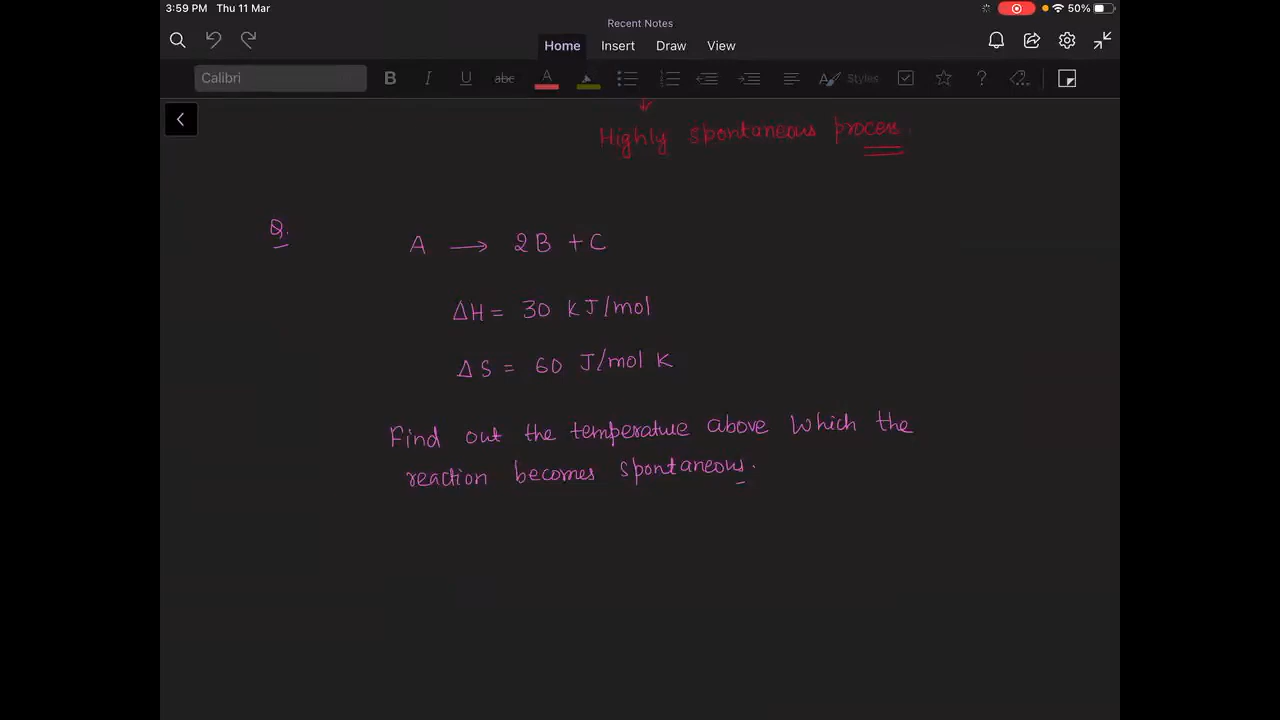 3:59 PM Thu 11 Mar
50%
Recent Notes
Home Insert Draw View
Calibri B I U abc A Styles ?
Highly spontaneous process.
Q.
A → 2B + C
ΔH = 30 KJ/mol
ΔS = 60 J/mol K
Find out the temperature above which the
reaction becomes spontaneous.